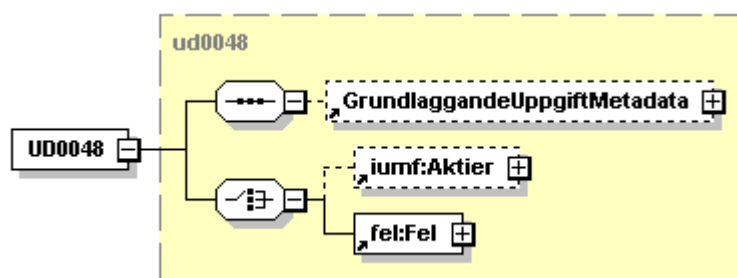 ud0048
GrundlaggandeUppgiftMetadata
UD0048
iumf:Aktier
fel:Fel